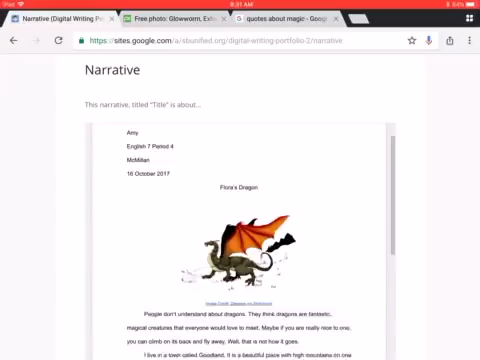 iPad
8:31 AM
84%
Narrative (Digital Writing Po
Free photo: Glowworm, Exho
quotes about magic - Goog
https://sites.google.com/a/sbunified.org/digital-writing-portfolio-2/narrative
Narrative
This narrative, titled "Title" is about...
Amy
English 7 Period 4
McMillan
16 October 2017
Flora's Dragon
People don't understand about dragons. They think dragons are fantastic,
magical creatures that everyone would love to meet. Maybe if you are really nice to one,
you can climb on its back and fly away. Well, that is not how it goes.
I live in a town called Goodland. It is a beautiful place with high mountains on one